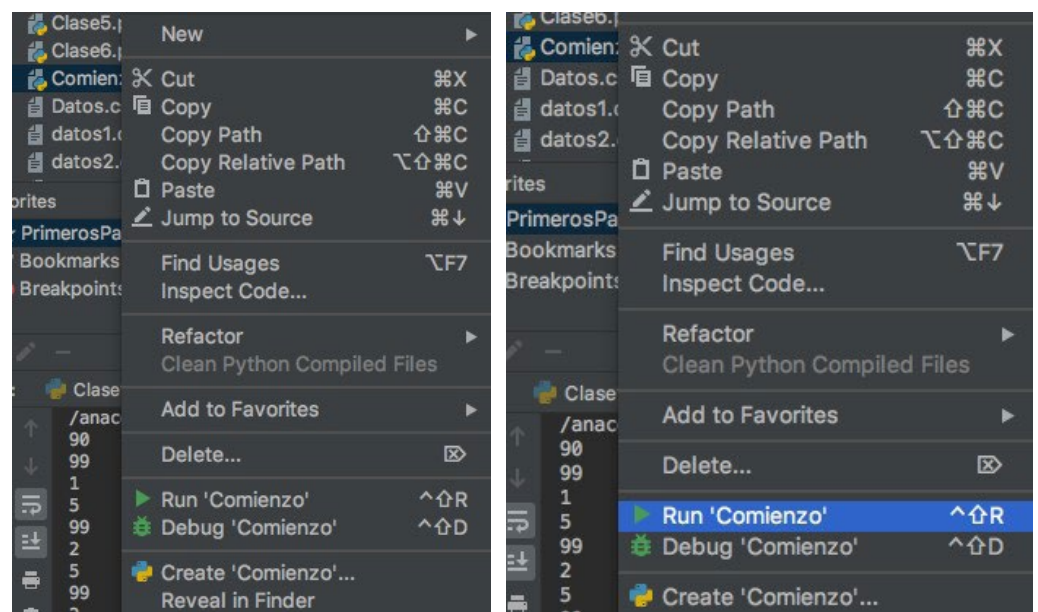 Clase5.p
Clase6.p
Comien
Datos.c
datos1.c
datos2.
orites
PrimerosPa
Bookmarks
Breakpoints
Clase
/anaco
90
99
1
5
99
2
5
99
New
Cut ⌘X
Copy ⌘C
Copy Path ⇧⌘C
Copy Relative Path ⌥⇧⌘C
Paste ⌘V
Jump to Source ⌘↓
Find Usages ⌥F7
Inspect Code...
Refactor
Clean Python Compiled Files
Add to Favorites
Delete... ⌦
Run 'Comienzo' ^⇧R
Debug 'Comienzo' ^⇧D
Create 'Comienzo'...
Reveal in Finder
Clase6.p
Comien
Datos.c
datos1.
datos2.
rites
PrimerosPa
Bookmarks
Breakpoints
Clase
/anaco
90
99
1
5
99
2
5
Cut ⌘X
Copy ⌘C
Copy Path ⇧⌘C
Copy Relative Path ⌥⇧⌘C
Paste ⌘V
Jump to Source ⌘↓
Find Usages ⌥F7
Inspect Code...
Refactor
Clean Python Compiled Files
Add to Favorites
Delete... ⌦
Run 'Comienzo' ^⇧R
Debug 'Comienzo' ^⇧D
Create 'Comienzo'...